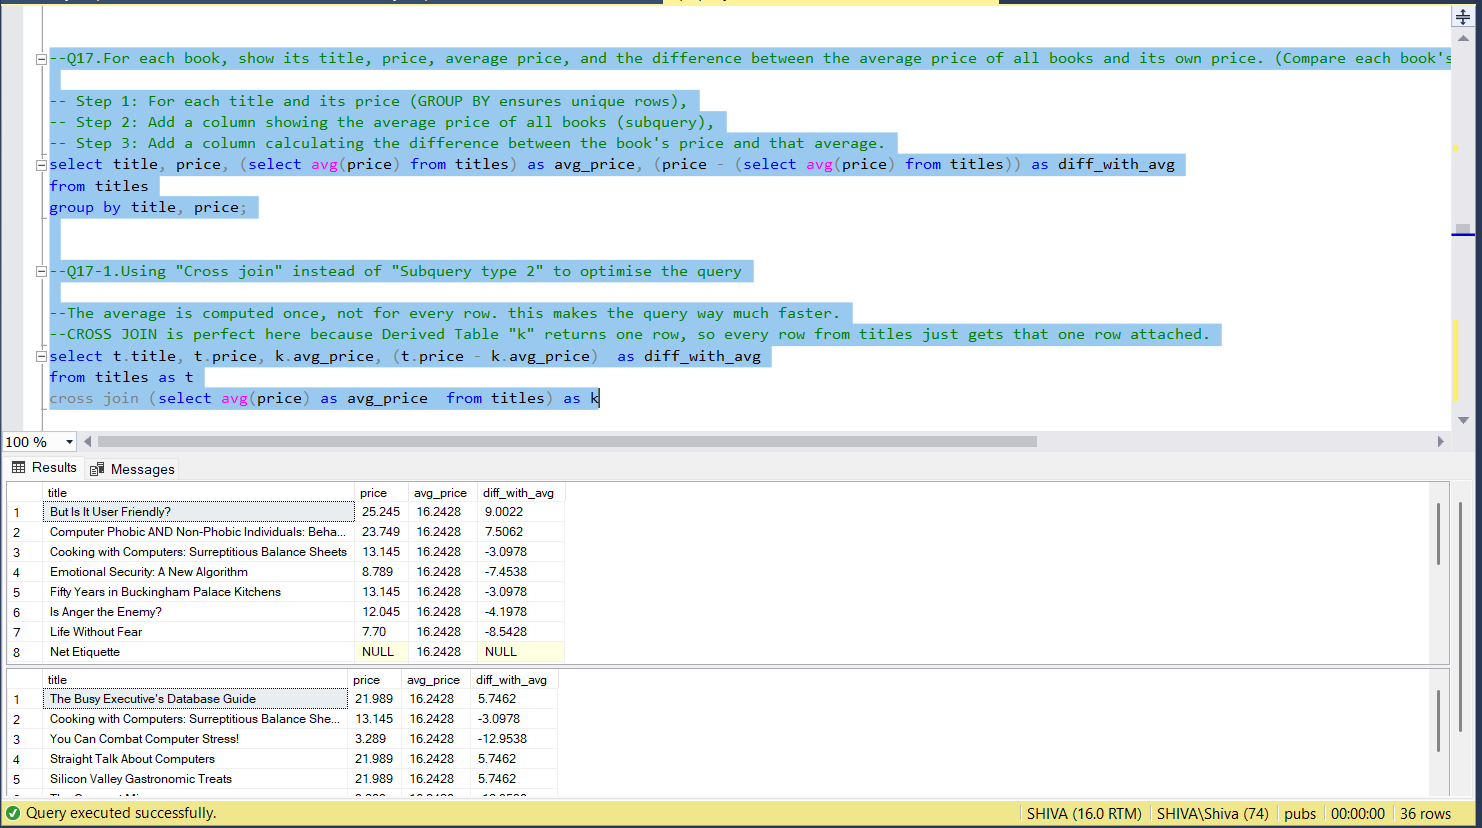 --Q17.For each book, show its title, price, average price, and the difference between the average price of all books and its own price. (Compare each book's
-- Step 1: For each title and its price (GROUP BY ensures unique rows),
-- Step 2: Add a column showing the average price of all books (subquery),
-- Step 3: Add a column calculating the difference between the book's price and that average.
select title, price, (select avg(price) from titles) as avg_price, (price - (select avg(price) from titles)) as diff_with_avg
from titles
group by title, price;
--Q17-1.Using "Cross join" instead of "Subquery type 2" to optimise the query
--The average is computed once, not for every row. this makes the query way much faster.
--CROSS JOIN is perfect here because Derived Table "k" returns one row, so every row from titles just gets that one row attached.
select t.title, t.price, k.avg_price, (t.price - k.avg_price)  as diff_with_avg
from titles as t
cross join (select avg(price) as avg_price  from titles) as k
100 %
Results Messages
title price avg_price diff_with_avg
1 But Is It User Friendly? 25.245 16.2428 9.0022
2 Computer Phobic AND Non-Phobic Individuals: Beha... 23.749 16.2428 7.5062
3 Cooking with Computers: Surreptitious Balance Sheets 13.145 16.2428 -3.0978
4 Emotional Security: A New Algorithm 8.789 16.2428 -7.4538
5 Fifty Years in Buckingham Palace Kitchens 13.145 16.2428 -3.0978
6 Is Anger the Enemy? 12.045 16.2428 -4.1978
7 Life Without Fear 7.70 16.2428 -8.5428
8 Net Etiquette NULL 16.2428 NULL
title price avg_price diff_with_avg
1 The Busy Executive's Database Guide 21.989 16.2428 5.7462
2 Cooking with Computers: Surreptitious Balance She... 13.145 16.2428 -3.0978
3 You Can Combat Computer Stress! 3.289 16.2428 -12.9538
4 Straight Talk About Computers 21.989 16.2428 5.7462
5 Silicon Valley Gastronomic Treats 21.989 16.2428 5.7462
Query executed successfully. SHIVA (16.0 RTM) SHIVA\Shiva (74) pubs 00:00:00 36 rows